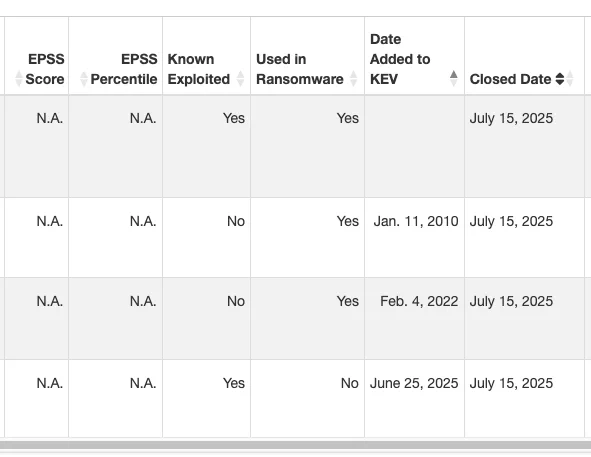 EPSS Score
EPSS Percentile
Known Exploited
Used in Ransomware
Date Added to KEV
Closed Date
N.A. N.A. Yes Yes July 15, 2025
N.A. N.A. No Yes Jan. 11, 2010 July 15, 2025
N.A. N.A. No Yes Feb. 4, 2022 July 15, 2025
N.A. N.A. Yes No June 25, 2025 July 15, 2025